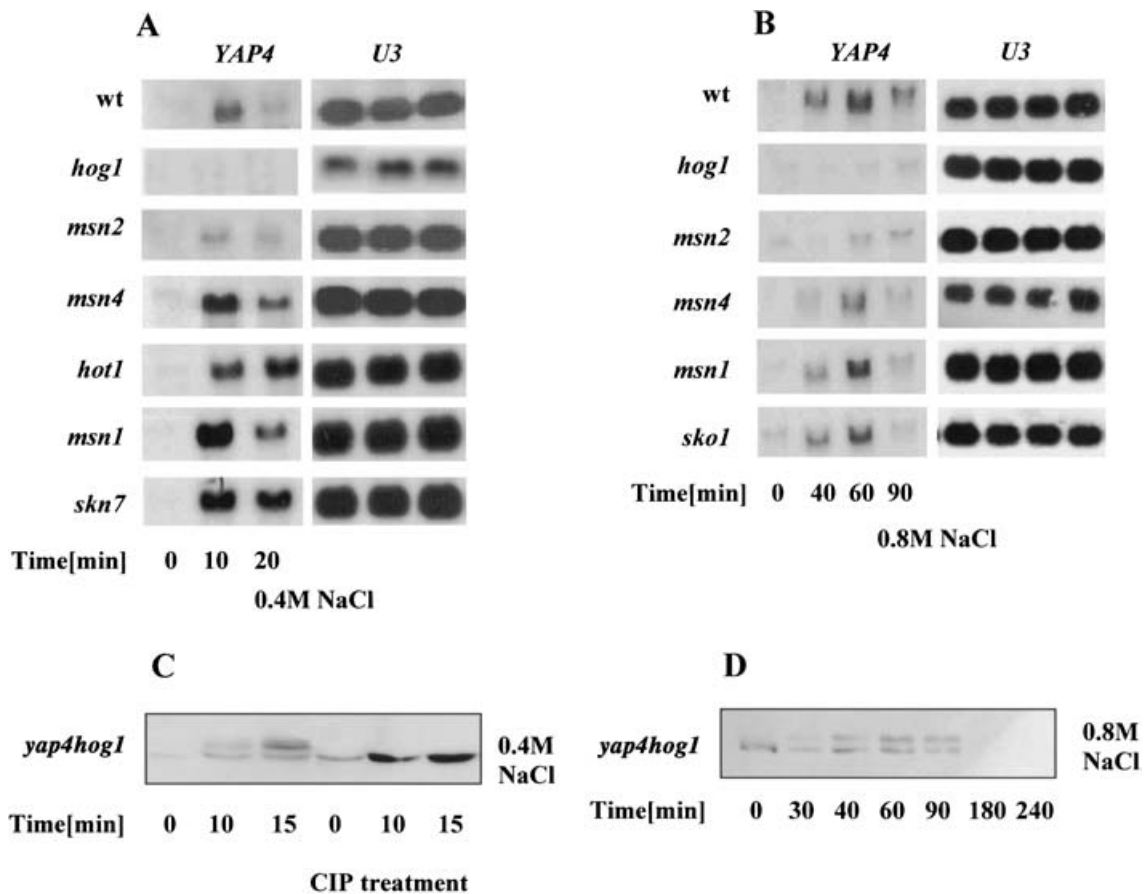 A
YAP4 U3
wt
hog1
msn2
msn4
hot1
msn1
skn7
Time[min] 0 10 20
0.4M NaCl
B
YAP4 U3
wt
hog1
msn2
msn4
msn1
sko1
Time[min] 0 40 60 90
0.8M NaCl
C
yap4hog1
0.4M
NaCl
Time[min] 0 10 15 0 10 15
CIP treatment
D
yap4hog1
0.8M
NaCl
Time[min] 0 30 40 60 90 180 240